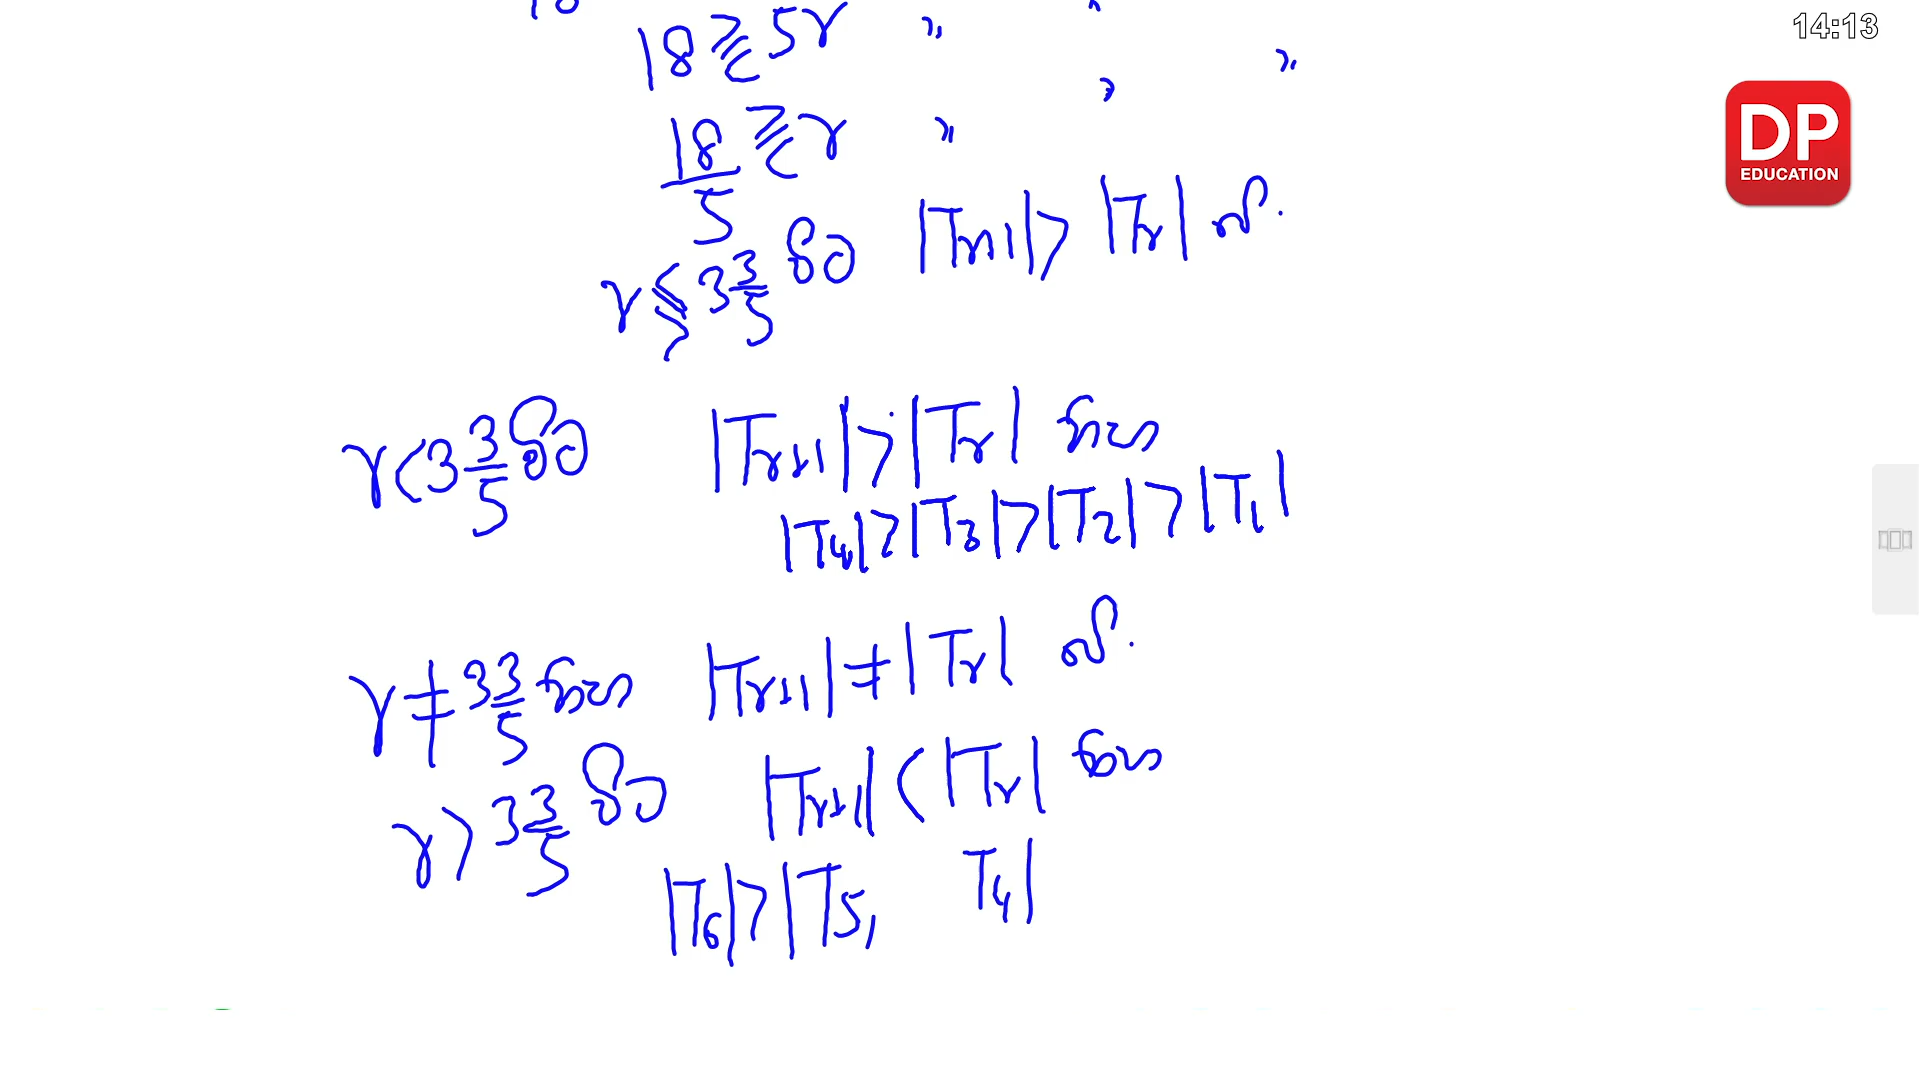 14:13
DP
EDUCATION
18 ⋛ 5r " "
18/5 ⋛ r " " "
r ⋚ 3 3/5 විට |Tr+1| > |Tr| වේ.
r < 3 3/5 විට |Tr+1| > |Tr|
|T4| > |T3| > |T2| > |T1|
r ≠ 3 3/5 |Tr+1| ≠ |Tr| වේ.
r > 3 3/5 විට |Tr+1| < |Tr|
|T6| > |T5, T4|